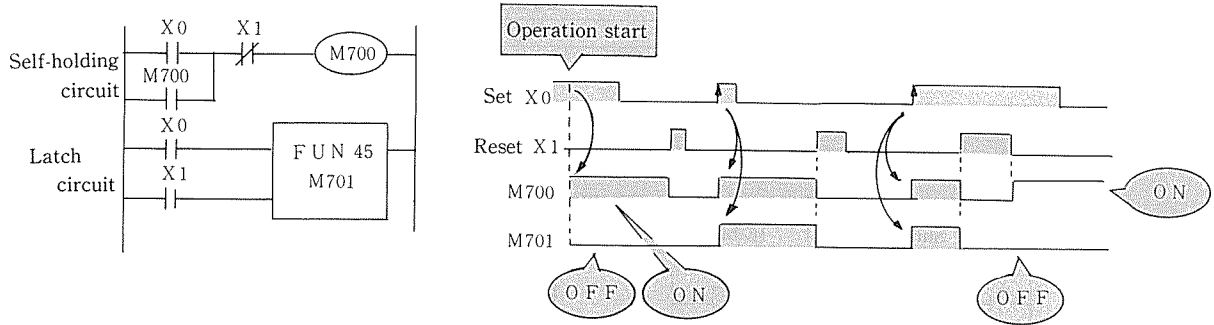 X0
X1
M700
Self-holding
circuit
M700
X0
Latch
circuit
X1
FUN 45
M701
Operation start
Set X0
Reset X1
M700
M701
ON
OFF
ON
OFF